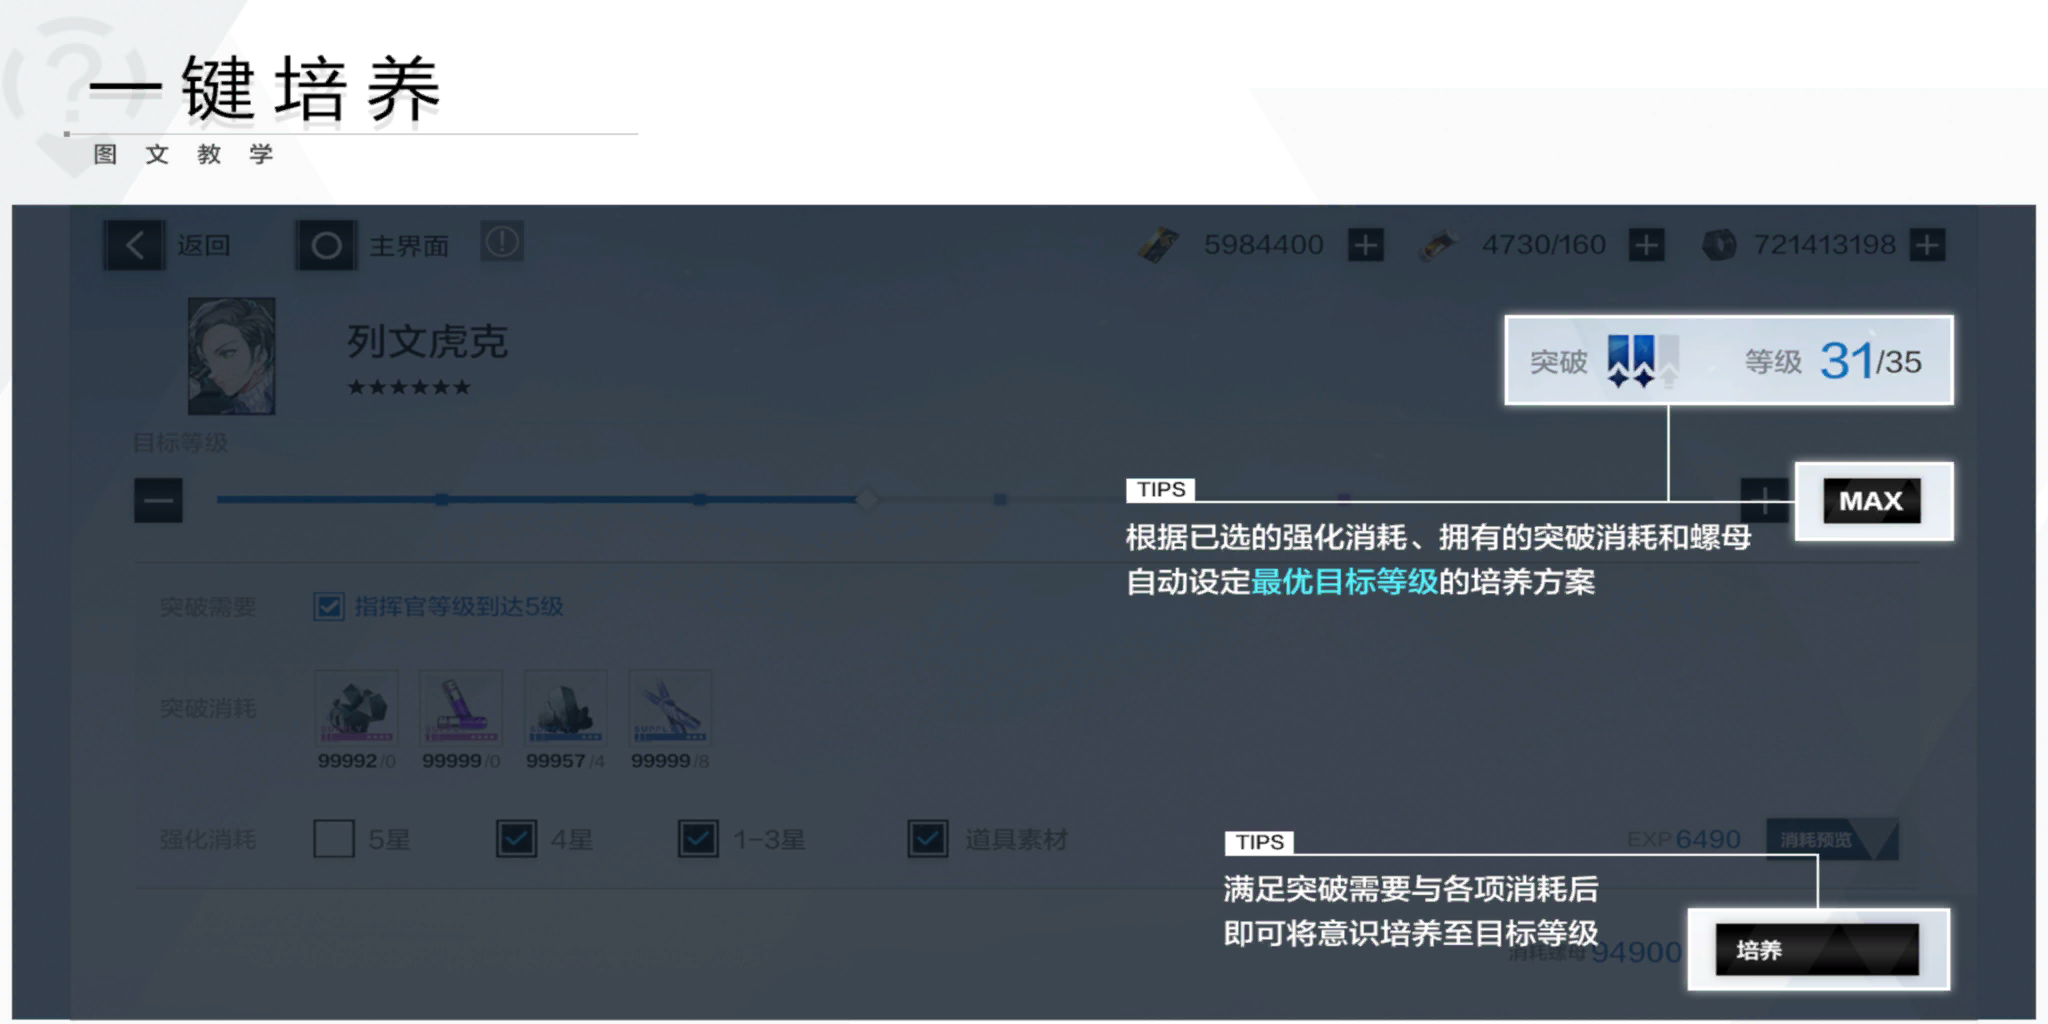 一键培养
图文教学
返回
主界面
5984400
4730/160
721413198
列文虎克
★★★★★★
突破
等级 31/35
目标等级
TIPS
MAX
根据已选的强化消耗、拥有的突破消耗和螺母
自动设定最优目标等级的培养方案
突破需要
指挥官等级到达5级
突破消耗
99992/0
99999/0
99957/4
99999/8
强化消耗
5星
4星
1-3星
道具素材
EXP 6490
消耗预览
TIPS
满足突破需要与各项消耗后
即可将意识培养至目标等级
消耗螺母 94900
培养